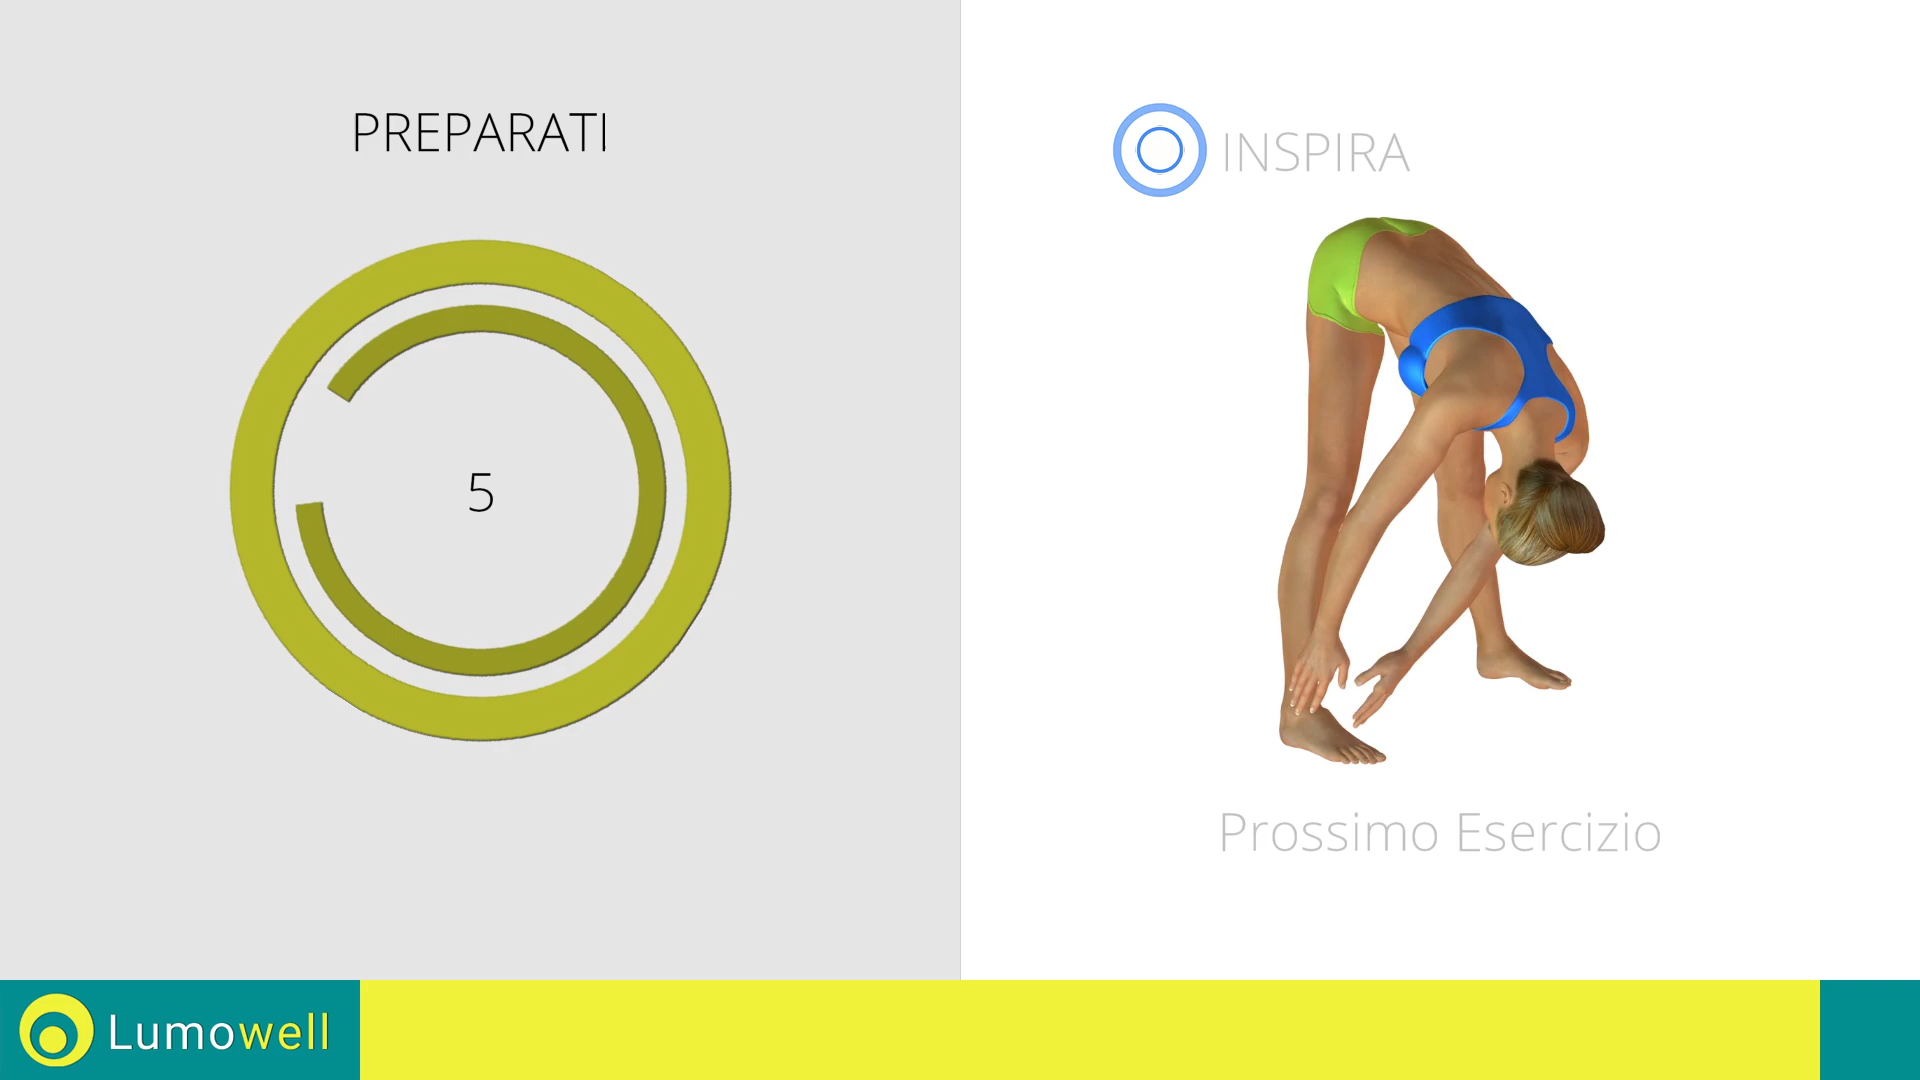 PREPARATI
5
INSPIRA
Prossimo Esercizio
Lumowell